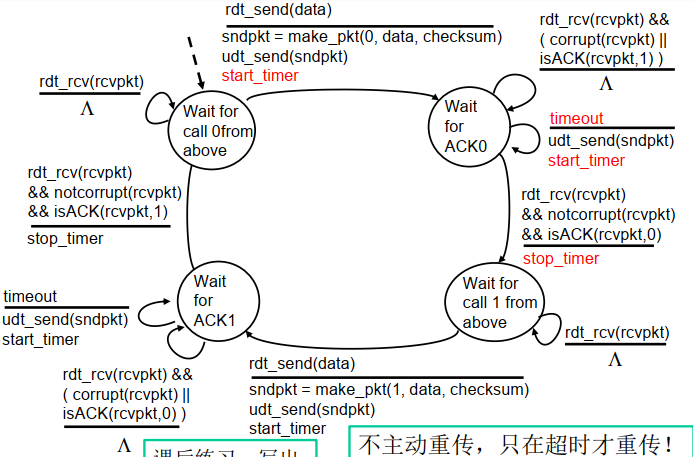 rdt_send(data)
sndpkt = make_pkt(0, data, checksum)
udt_send(sndpkt)
start_timer
rdt_rcv(rcvpkt) &&
( corrupt(rcvpkt) ||
isACK(rcvpkt,1) )
Λ
rdt_rcv(rcvpkt)
Λ
Wait for
call 0from
above
Wait
for
ACK0
timeout
udt_send(sndpkt)
start_timer
rdt_rcv(rcvpkt)
&& notcorrupt(rcvpkt)
&& isACK(rcvpkt,1)
stop_timer
rdt_rcv(rcvpkt)
&& notcorrupt(rcvpkt)
&& isACK(rcvpkt,0)
stop_timer
Wait
for
ACK1
Wait for
call 1 from
above
timeout
udt_send(sndpkt)
start_timer
rdt_rcv(rcvpkt)
Λ
rdt_rcv(rcvpkt) &&
( corrupt(rcvpkt) ||
isACK(rcvpkt,0) )
Λ
rdt_send(data)
sndpkt = make_pkt(1, data, checksum)
udt_send(sndpkt)
start_timer
课后练习，写出
不主动重传，只在超时才重传！